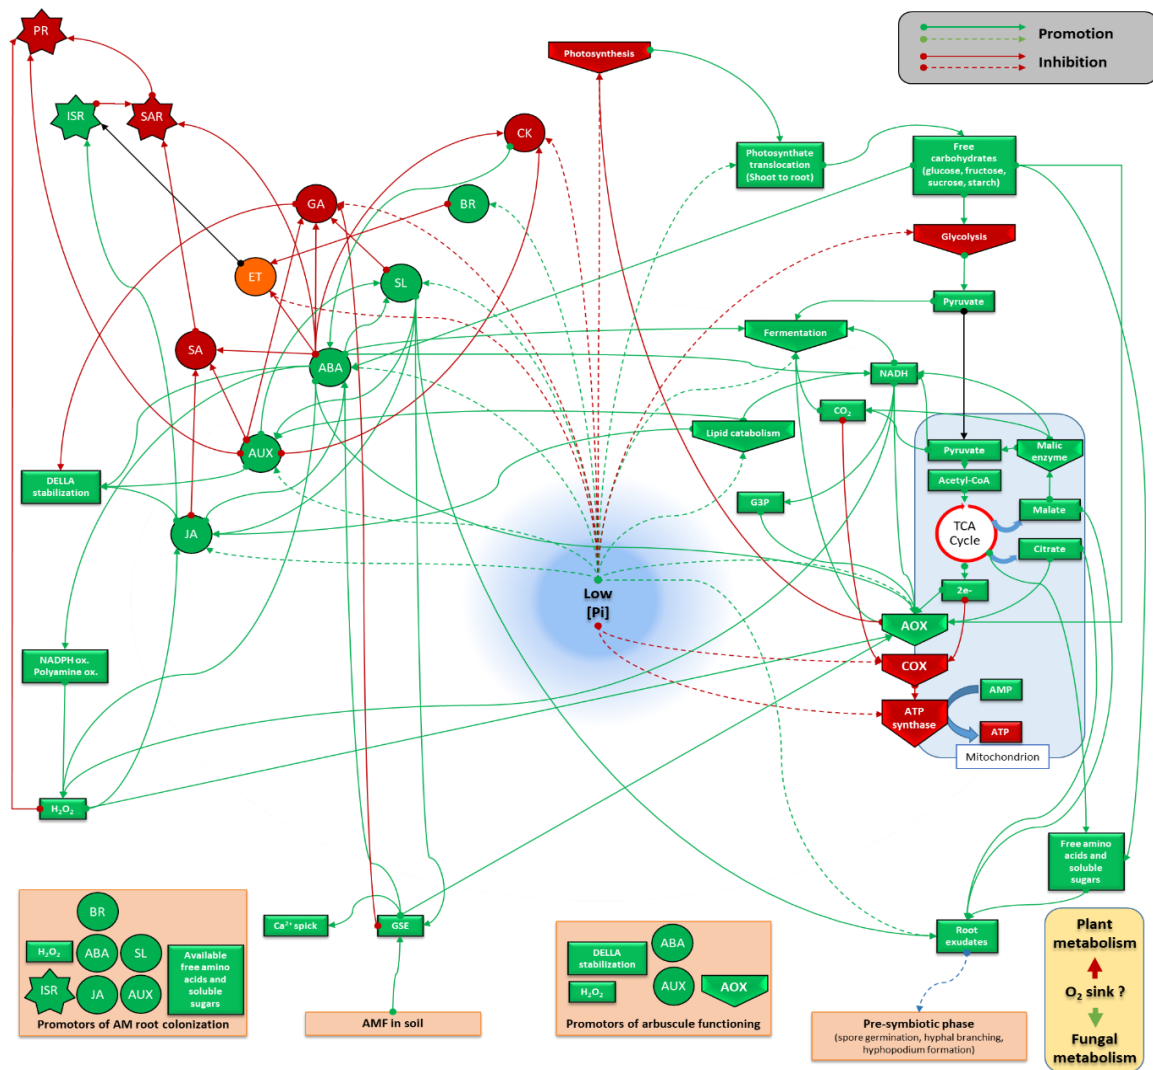 PR
Photosynthesis
Promotion
Inhibition
ISR
SAR
CK
Photosynthate
translocation
(Shoot to root)
Free
carbohydrates
(glucose, fructose,
sucrose, starch)
GA
BR
Glycolysis
ET
SL
Pyruvate
Fermentation
SA
ABA
NADH
CO₂
Lipid catabolism
AUX
Pyruvate
Malic
enzyme
DELLA
stabilization
Acetyl-CoA
G3P
Malate
JA
TCA
Cycle
Citrate
Low
[Pi]
2e-
AOX
NADPH ox.
Polyamine ox.
COX
AMP
ATP
synthase
ATP
Mitochondrion
H₂O₂
Free amino
acids and
soluble
sugars
BR
H₂O₂
ABA
SL
Available
free amino
acids and
soluble
sugars
ISR
JA
AUX
Promotors of AM root colonization
Ca²⁺ spick
GSE
AMF in soil
DELLA
stabilization
ABA
H₂O₂
AUX
AOX
Promotors of arbuscule functioning
Root
exudates
Pre-symbiotic phase
(spore germination, hyphal branching,
hyphopodium formation)
Plant
metabolism
O₂ sink ?
Fungal
metabolism